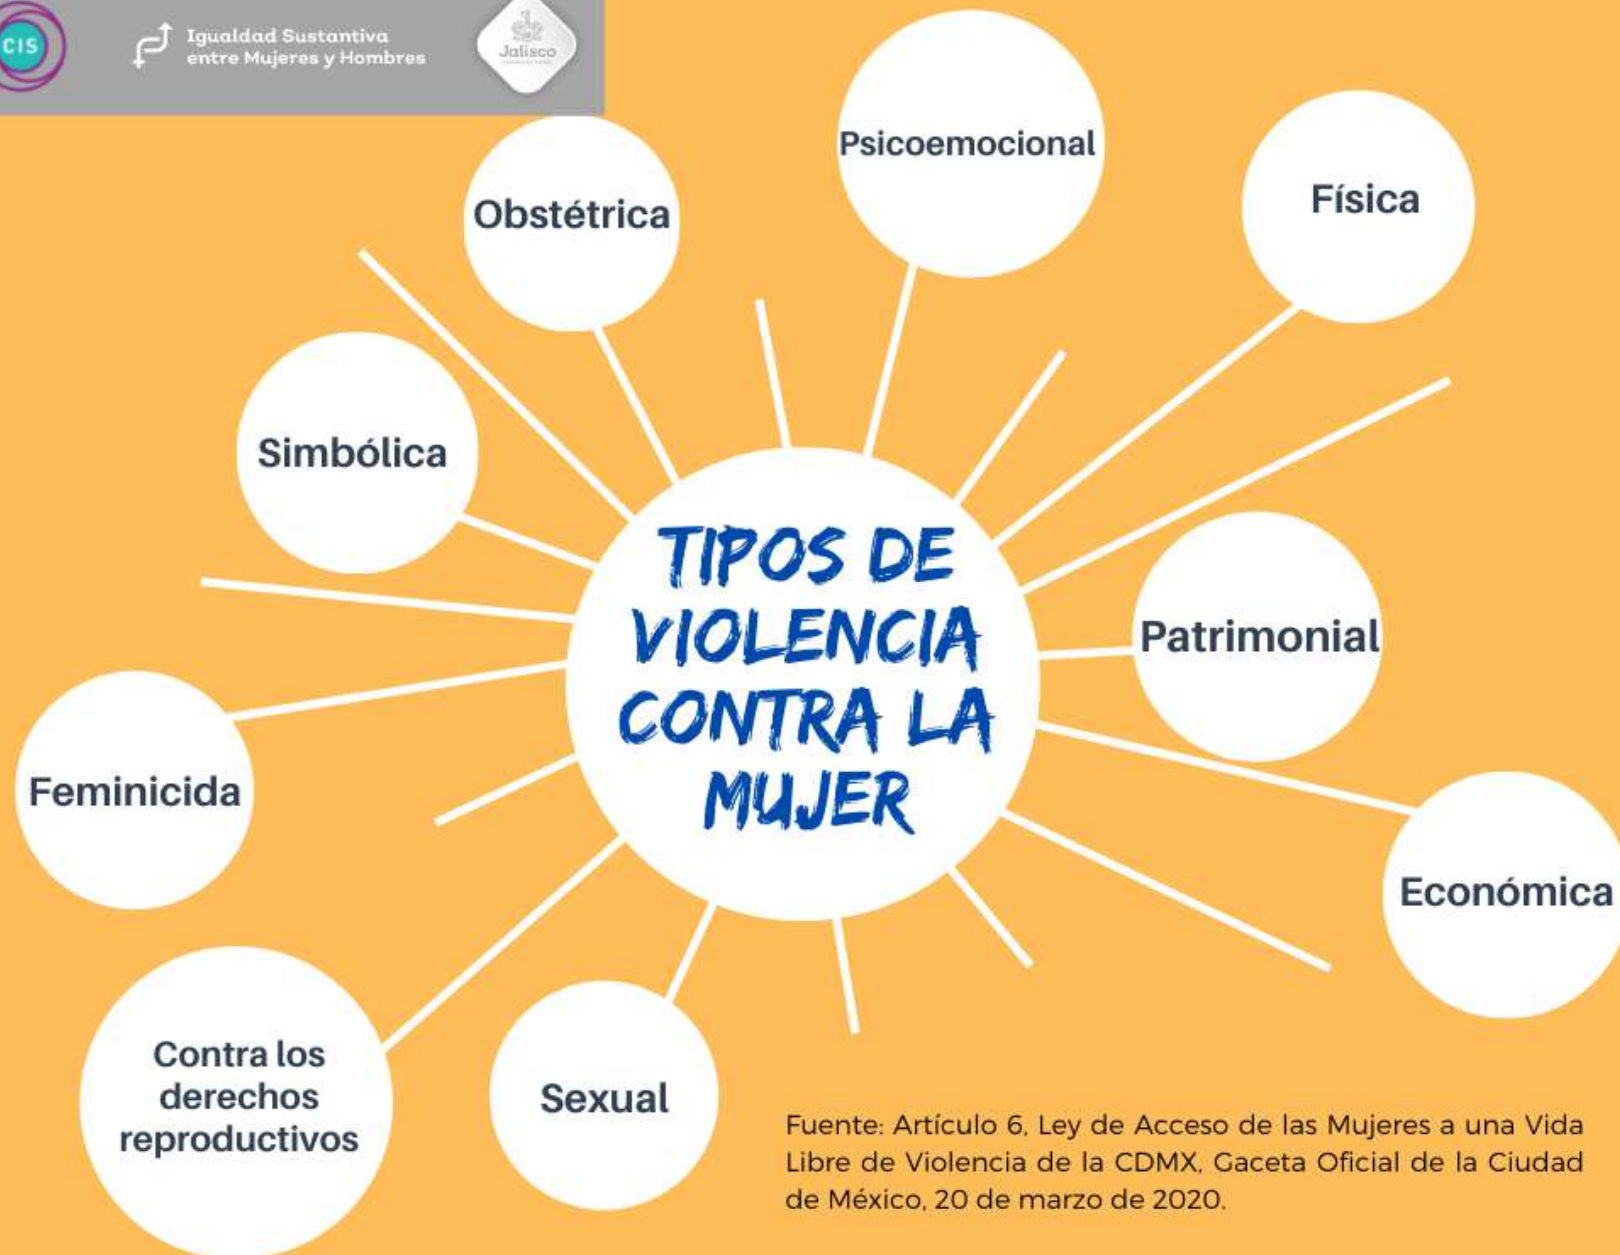 CIS
Igualdad Sustantiva
entre Mujeres y Hombres
Jalisco
Psicoemocional
Física
Obstétrica
Simbólica
TIPOS DE
VIOLENCIA
CONTRA LA
MUJER
Patrimonial
Feminicida
Económica
Contra los
derechos
reproductivos
Sexual
Fuente: Artículo 6, Ley de Acceso de las Mujeres a una Vida
Libre de Violencia de la CDMX, Gaceta Oficial de la Ciudad
de México, 20 de marzo de 2020.